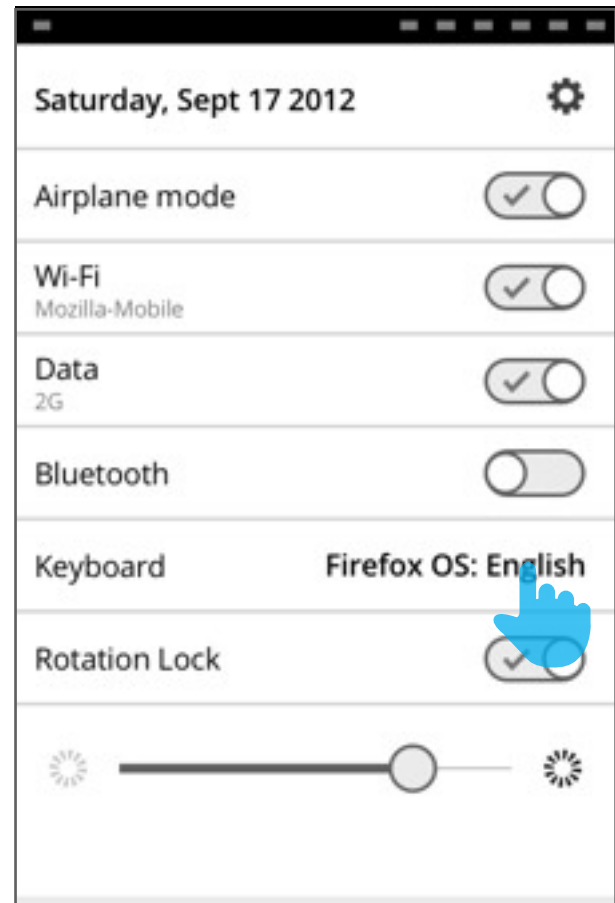 Saturday, Sept 17 2012
Airplane mode
Wi-Fi
Mozilla-Mobile
Data
2G
Bluetooth
Keyboard Firefox OS: English
Rotation Lock